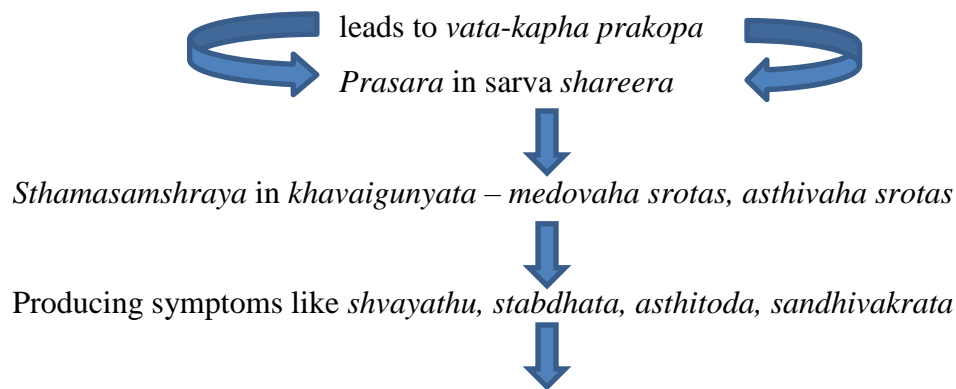 leads to vata-kapha prakopa
Prasara in sarva shareera
Sthamasamshraya in khavaigunyata – medovaha srotas, asthivaha srotas
Producing symptoms like shvayathu, stabdhata, asthitoda, sandhivakrata